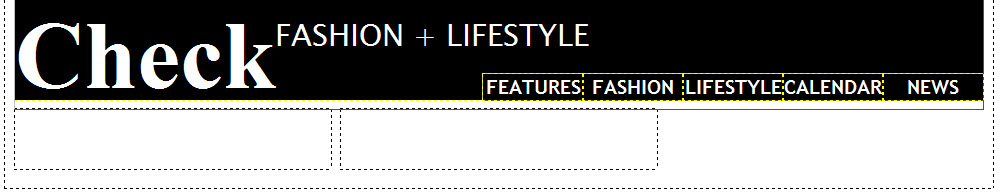 Check FASHION + LIFESTYLE
FEATURES FASHION LIFESTYLE CALENDAR NEWS